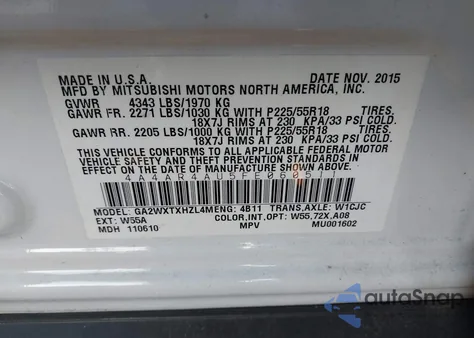 MADE IN U.S.A. DATE NOV. 2015
MFD BY MITSUBISHI MOTORS NORTH AMERICA, INC.
GVWR 4343 LBS/1970 KG
GAWR FR. 2271 LBS/1030 KG WITH P225/55R18 TIRES,
18X7J RIMS AT 230 KPA/33 PSI COLD.
GAWR RR. 2205 LBS/1000 KG WITH P225/55R18 TIRES,
18X7J RIMS AT 230 KPA/33 PSI COLD.
THIS VEHICLE CONFORMS TO ALL APPLICABLE FEDERAL MOTOR
VEHICLE SAFETY AND THEFT PREVENTION STANDARDS IN
EFFECT ON THE DATE OF MANUFACTURE SHOWN ABOVE.
MODEL: GA2WXTXHZL4M ENG: 4B11 TRANS,AXLE: W1CJC
EXT: W55A COLOR,INT,OPT: W55,72X,A08
MDH 110610 MPV MU001602
autoSnap